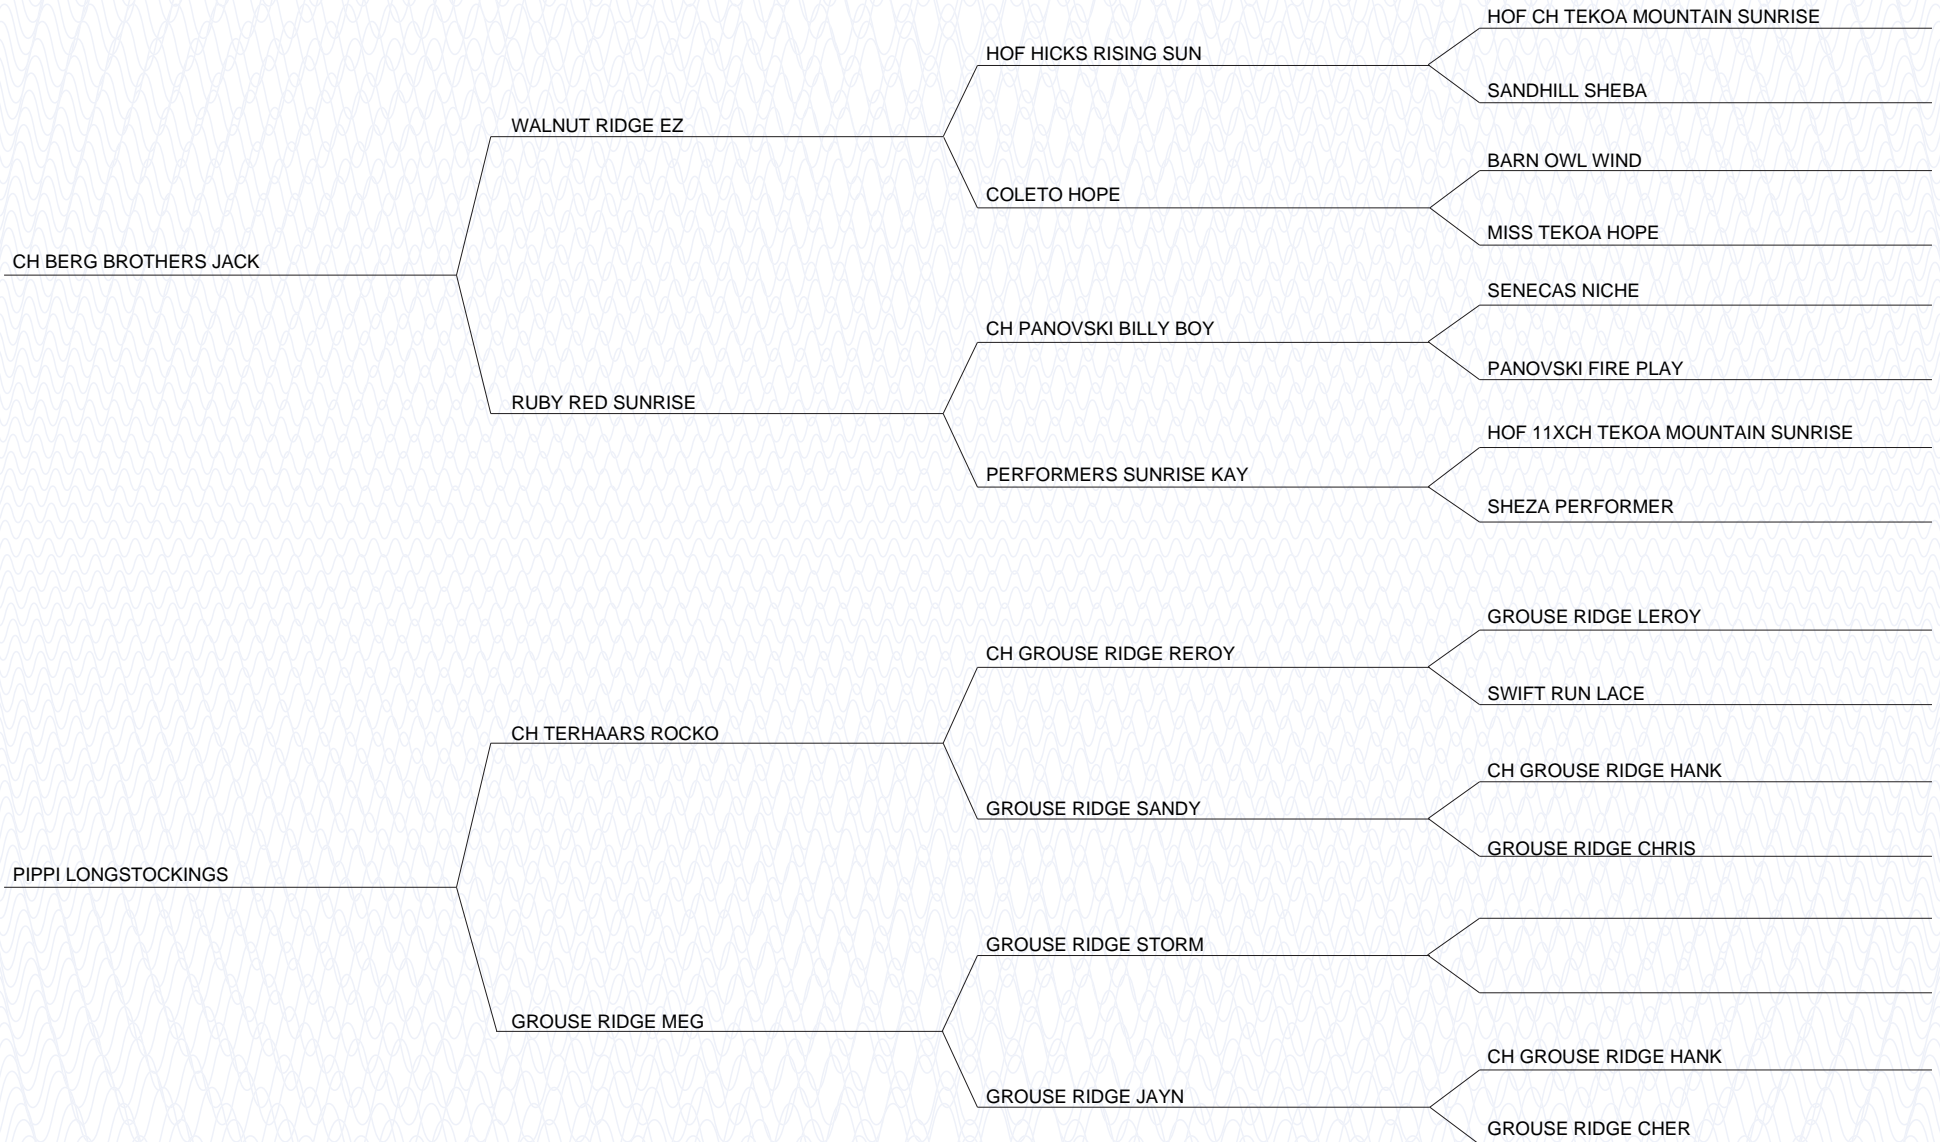 HOF CH TEKOA MOUNTAIN SUNRISE
HOF HICKS RISING SUN
SANDHILL SHEBA
WALNUT RIDGE EZ
BARN OWL WIND
COLETO HOPE
MISS TEKOA HOPE
CH BERG BROTHERS JACK
SENECAS NICHE
CH PANOVSKI BILLY BOY
PANOVSKI FIRE PLAY
RUBY RED SUNRISE
HOF 11XCH TEKOA MOUNTAIN SUNRISE
PERFORMERS SUNRISE KAY
SHEZA PERFORMER
GROUSE RIDGE LEROY
CH GROUSE RIDGE REROY
SWIFT RUN LACE
CH TERHAARS ROCKO
CH GROUSE RIDGE HANK
GROUSE RIDGE SANDY
GROUSE RIDGE CHRIS
PIPPI LONGSTOCKINGS
GROUSE RIDGE STORM
GROUSE RIDGE MEG
CH GROUSE RIDGE HANK
GROUSE RIDGE JAYN
GROUSE RIDGE CHER